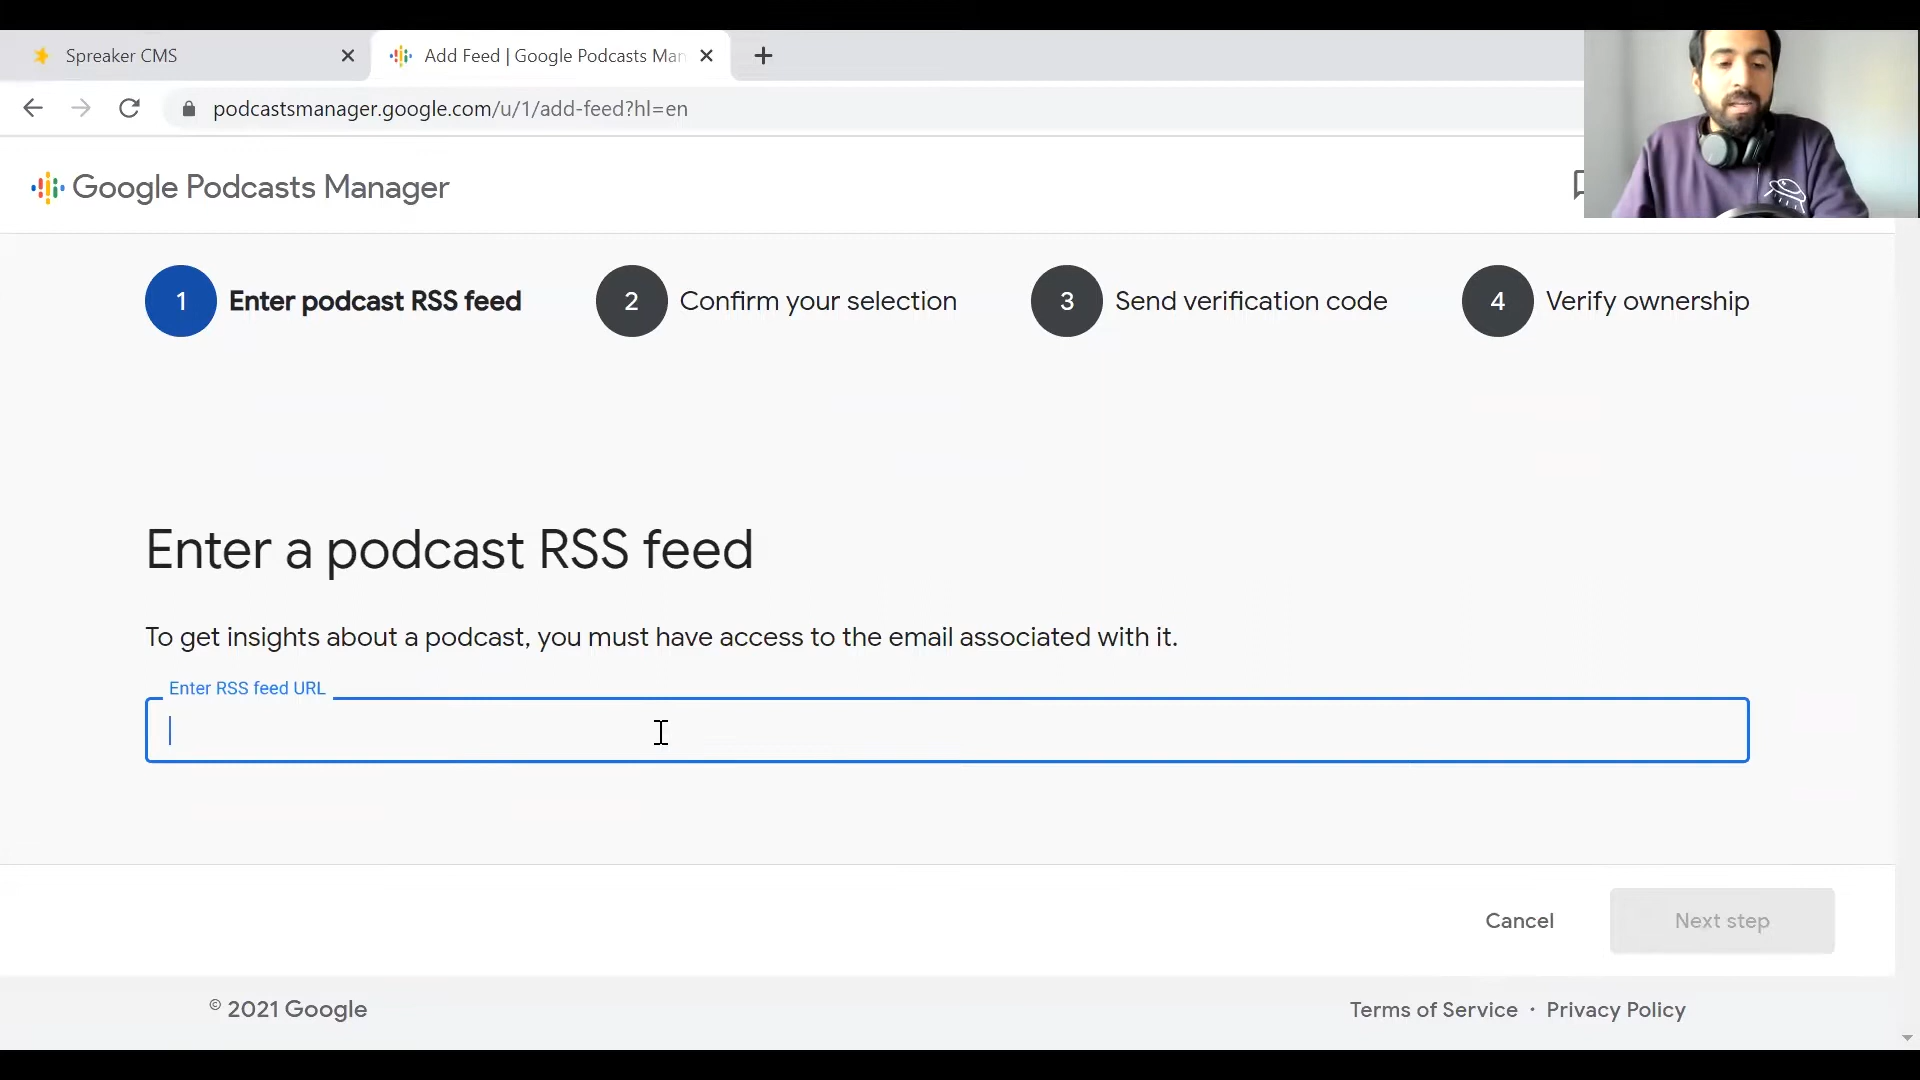 Spreaker CMS
Add Feed | Google Podcasts Man
podcastsmanager.google.com/u/1/add-feed?hl=en
Google Podcasts Manager
1 Enter podcast RSS feed 2 Confirm your selection 3 Send verification code 4 Verify ownership
Enter a podcast RSS feed
To get insights about a podcast, you must have access to the email associated with it.
Enter RSS feed URL
Cancel Next step
© 2021 Google Terms of Service · Privacy Policy